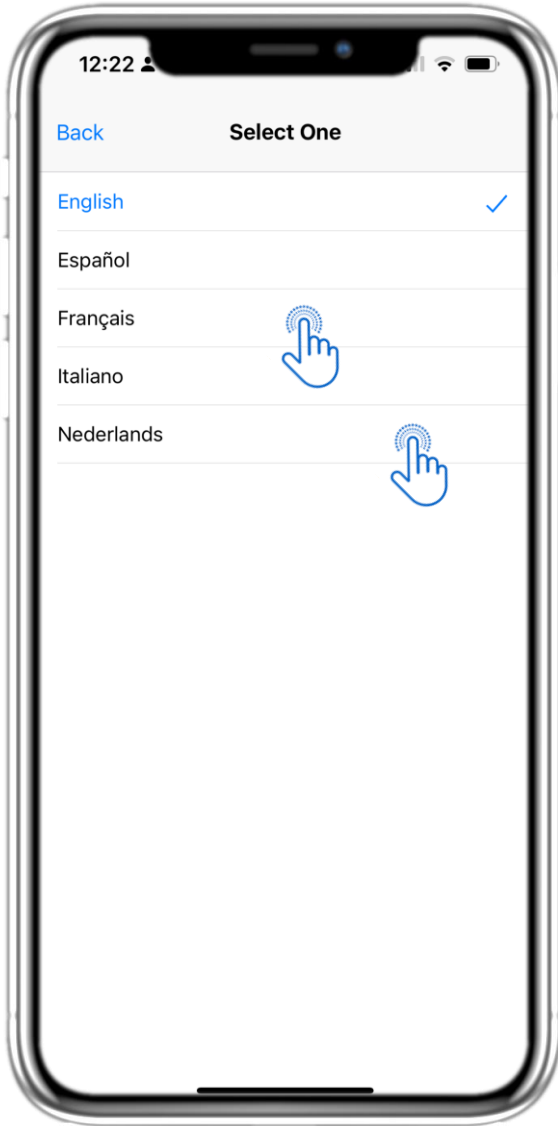 12:22
Back Select One
English
Español
Français
Italiano
Nederlands